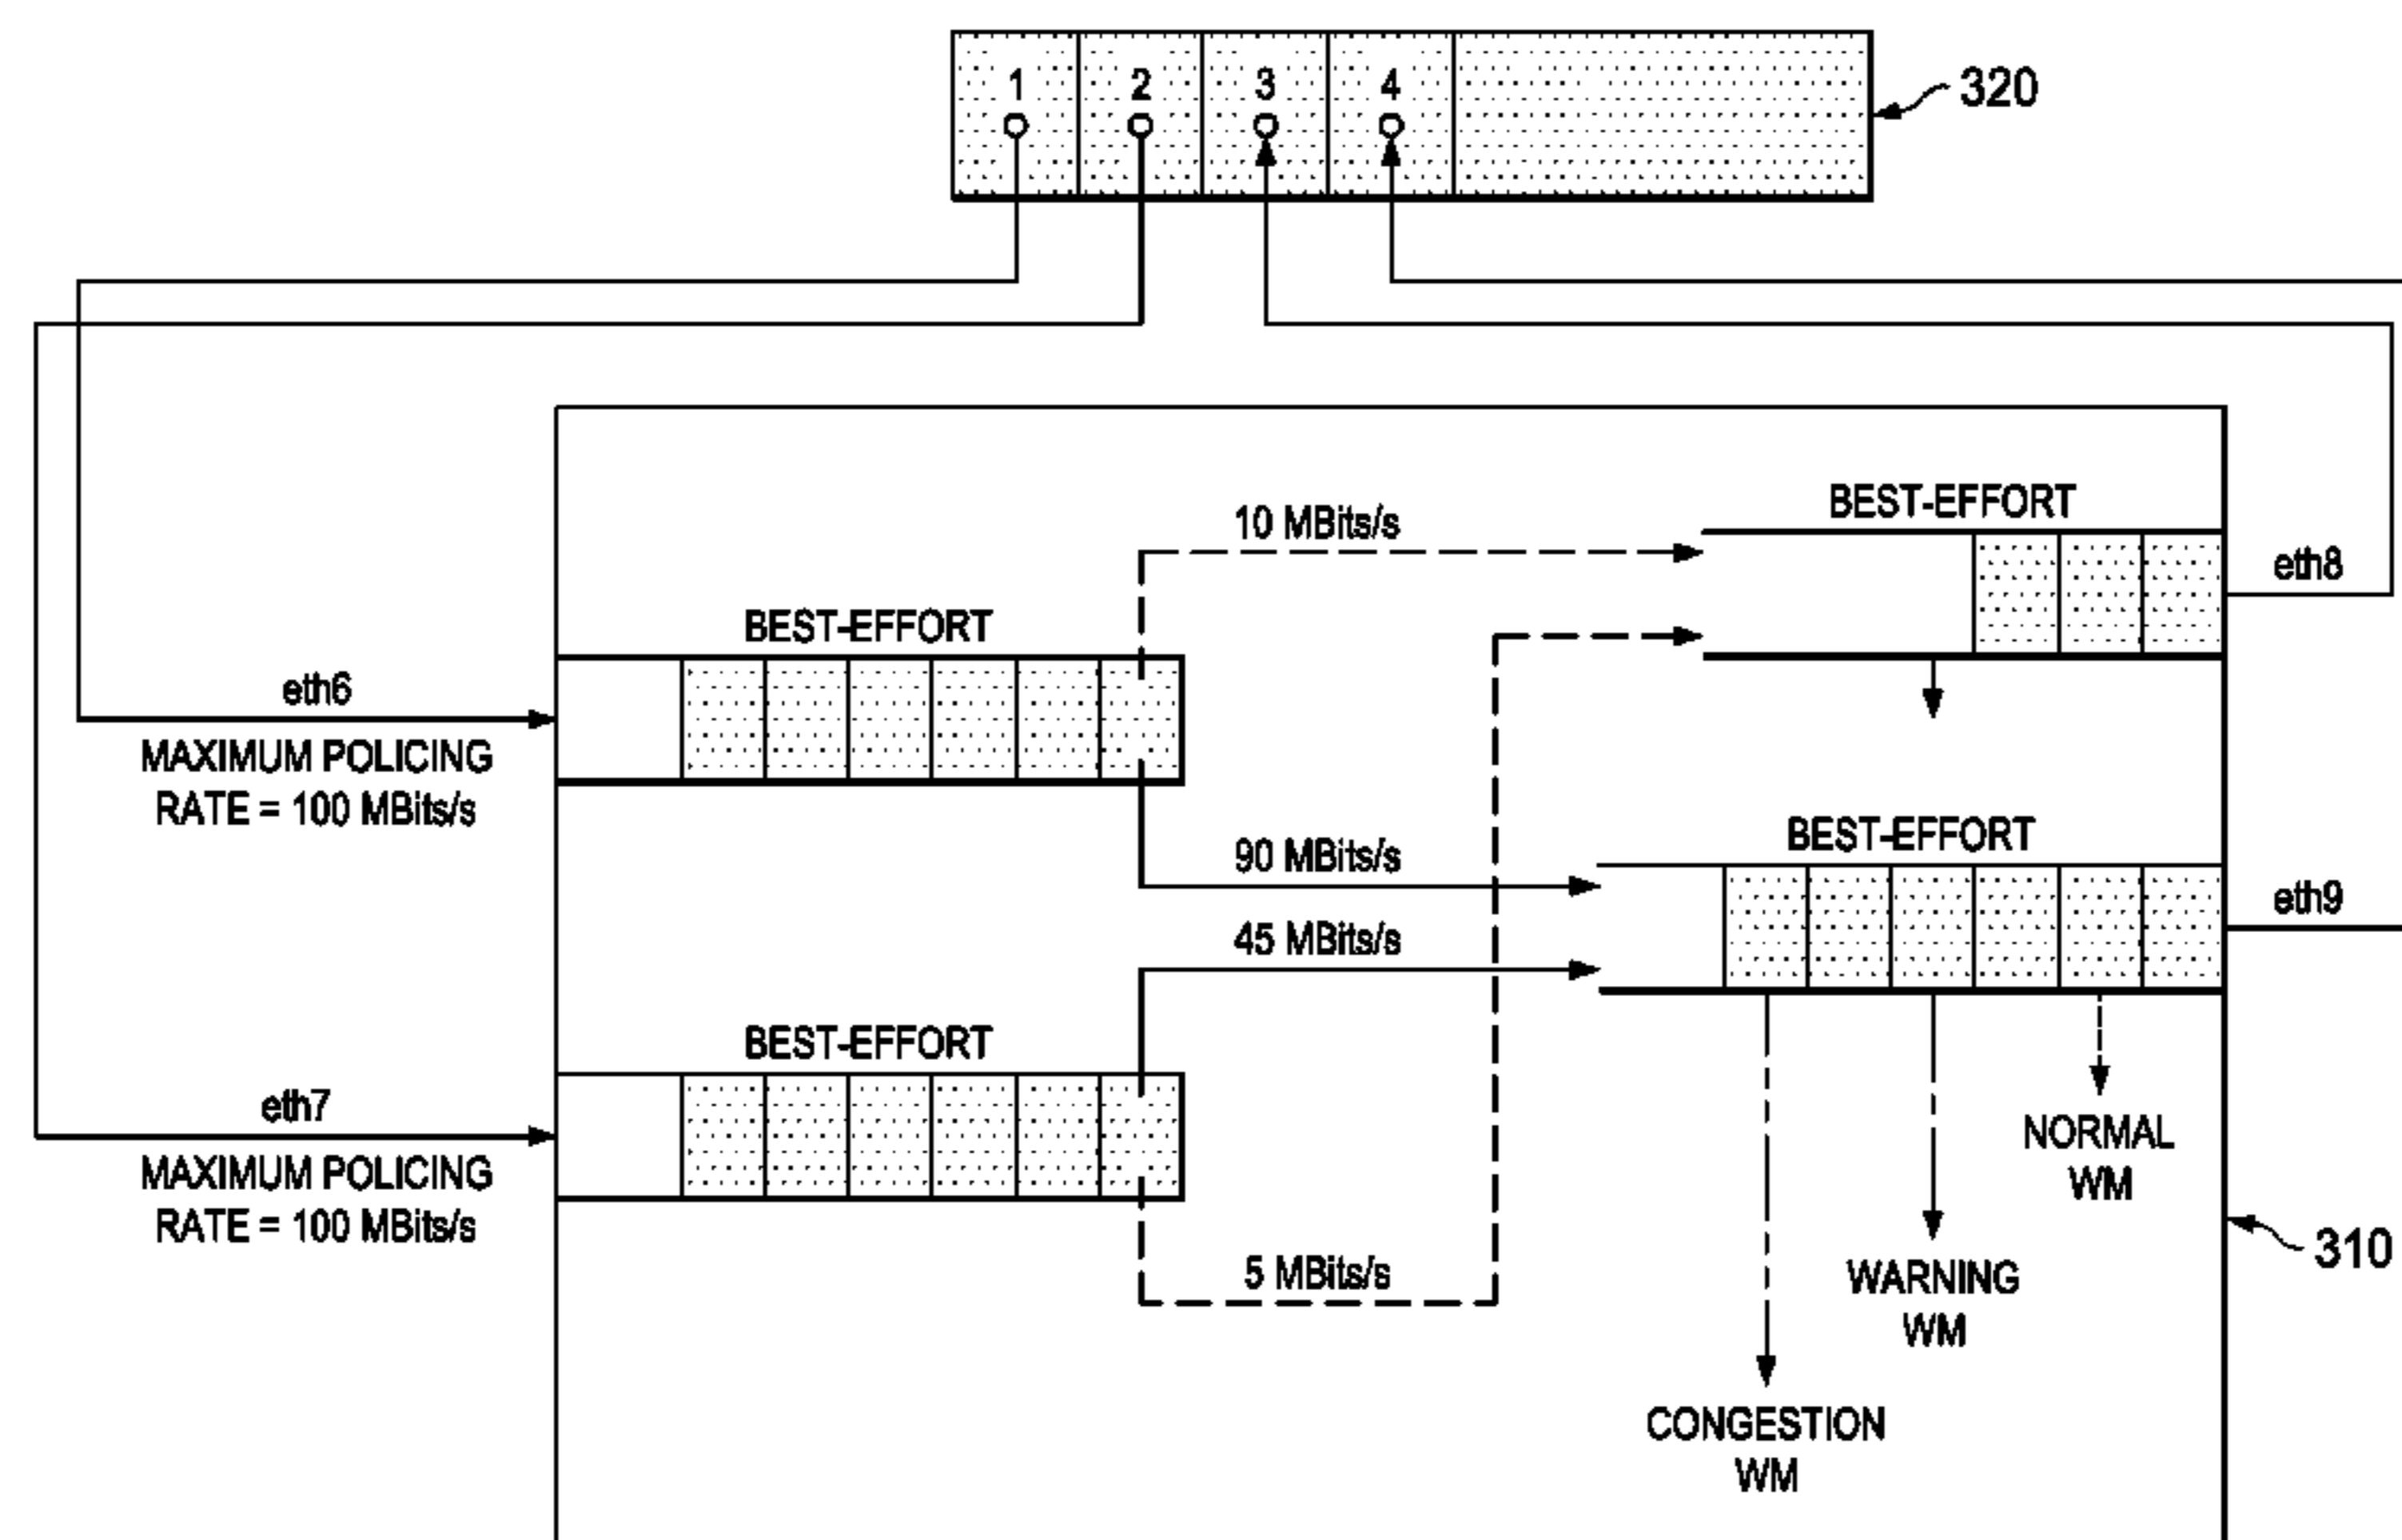 1 2 3 4
320
BEST-EFFORT
10 MBits/s
eth8
BEST-EFFORT
eth6
MAXIMUM POLICING
RATE = 100 MBits/s
BEST-EFFORT
90 MBits/s
eth9
45 MBits/s
BEST-EFFORT
eth7
NORMAL
WM
MAXIMUM POLICING
RATE = 100 MBits/s
310
5 MBits/s
WARNING
WM
CONGESTION
WM